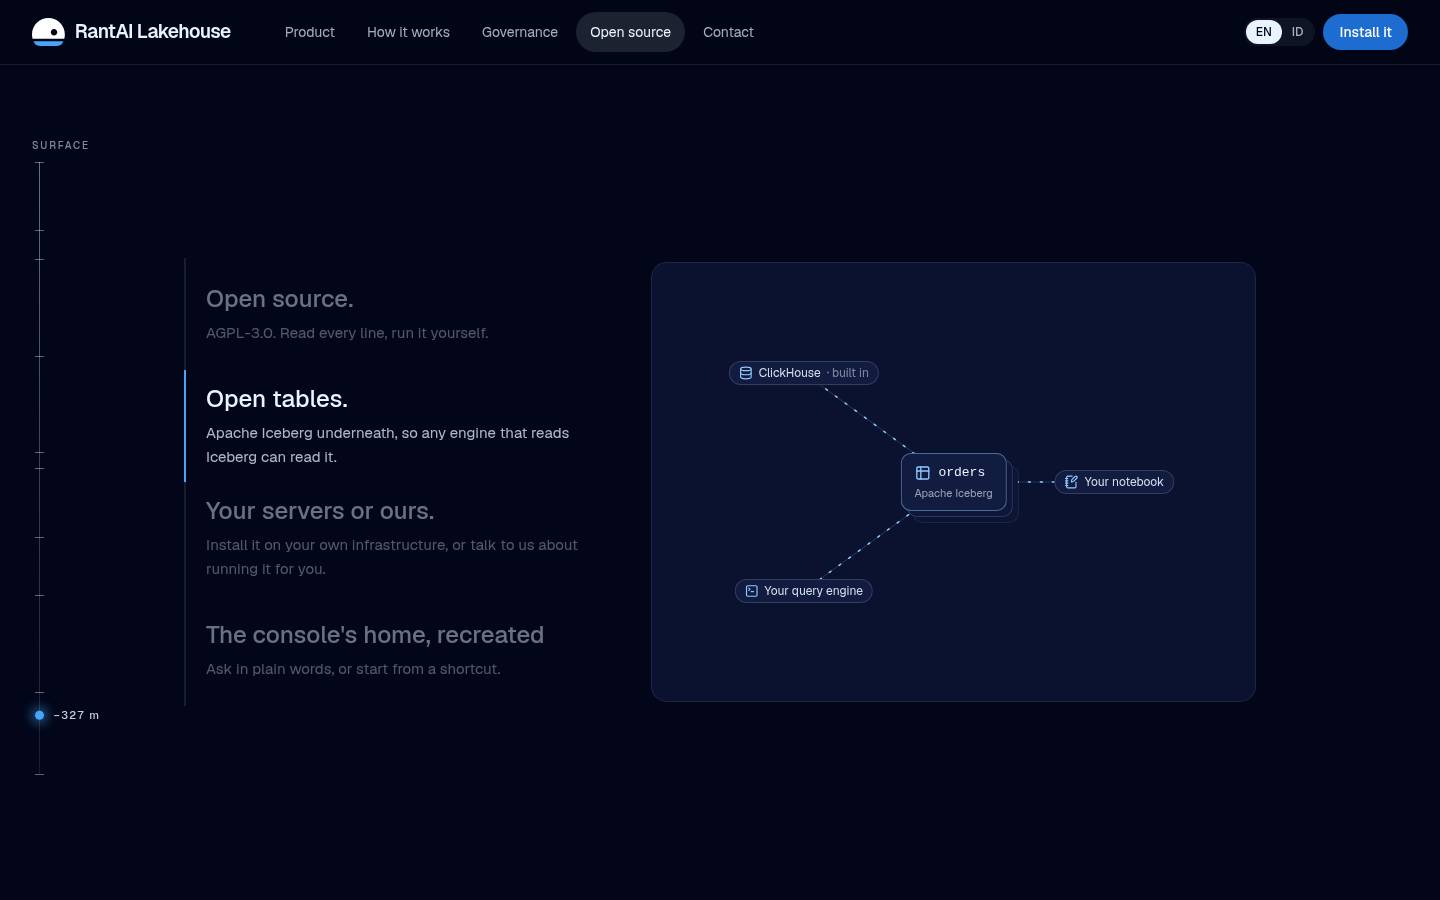 RantAI Lakehouse
Product
How it works
Governance
Open source
Contact
EN
ID
Install it
SURFACE
−327 m
Open source.
AGPL-3.0. Read every line, run it yourself.
Open tables.
Apache Iceberg underneath, so any engine that reads
Iceberg can read it.
Your servers or ours.
Install it on your own infrastructure, or talk to us about
running it for you.
The console's home, recreated
Ask in plain words, or start from a shortcut.
ClickHouse · built in
orders
Apache Iceberg
Your notebook
Your query engine